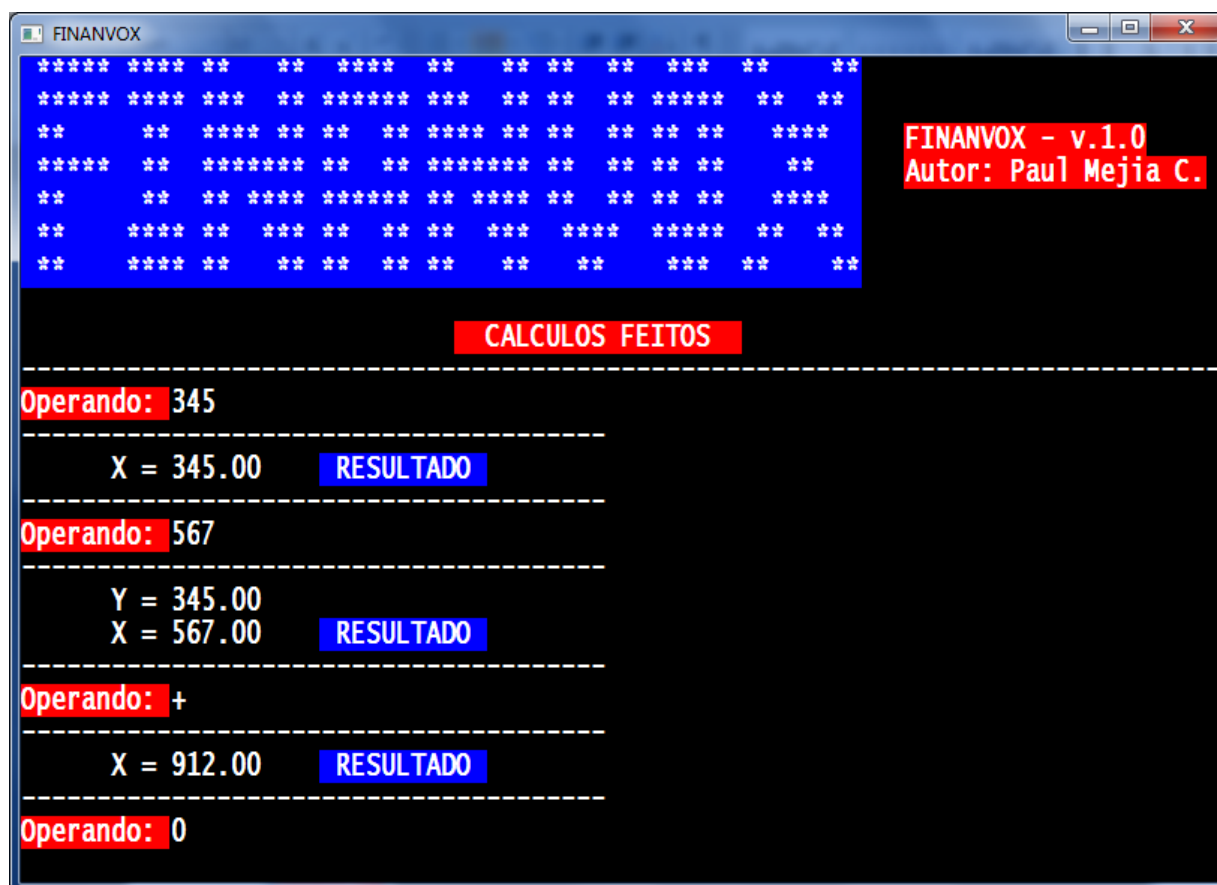 FINANVOX
***** **** **   **  ****  **   ** **  **  ***  **    **
***** **** ***  ** ****** ***  ** **  ** *****  **  **
**     **  **** ** **  ** **** ** **  ** ** **   ****
*****  **  ******* **  ** ******* **  ** ** **    **
**     **  ** **** ****** ** **** **  ** ** **   ****
**    **** **  *** **  ** **  ***  ****  *****  **  **
**    **** **   ** **  ** **   **   **    ***  **    **
FINANVOX - v.1.0
Autor: Paul Mejia C.
CALCULOS FEITOS
--------------------------------------------------------------------------------
Operando: 345
---------------------------------------
X = 345.00 RESULTADO
---------------------------------------
Operando: 567
---------------------------------------
Y = 345.00
X = 567.00 RESULTADO
---------------------------------------
Operando: +
---------------------------------------
X = 912.00 RESULTADO
---------------------------------------
Operando: 0